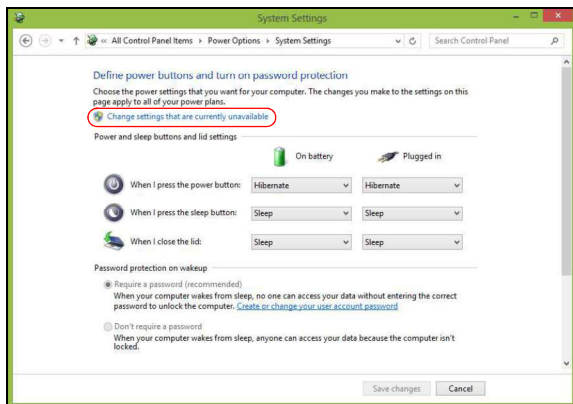 System Settings
« All Control Panel Items ▸ Power Options ▸ System Settings
Search Control Panel
Define power buttons and turn on password protection
Choose the power settings that you want for your computer. The changes you make to the settings on this
page apply to all of your power plans.
Change settings that are currently unavailable
Power and sleep buttons and lid settings
On battery Plugged in
When I press the power button: Hibernate Hibernate
When I press the sleep button: Sleep Sleep
When I close the lid: Sleep Sleep
Password protection on wakeup
Require a password (recommended)
When your computer wakes from sleep, no one can access your data without entering the correct
password to unlock the computer. Create or change your user account password
Don't require a password
When your computer wakes from sleep, anyone can access your data because the computer isn't
locked.
Save changes Cancel